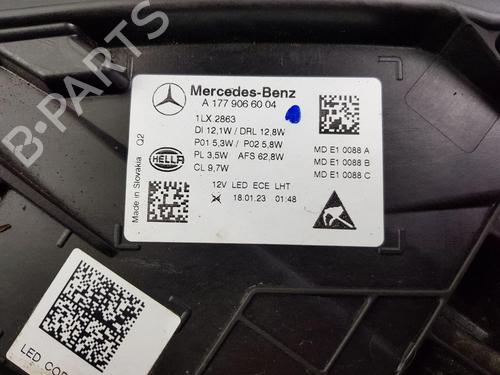 Mercedes-Benz
A 177 906 60 04
1LX 2863
DI 12,1W / DRL 12,8W
P01 5,3W / P02 5,8W
PL 3,5W AFS 62,8W
CL 9,7W
HELLA
MD E1 0088 A
MD E1 0088 B
MD E1 0088 C
12V LED ECE LHT
18.01.23 01:48
Made in Slovakia Q2
B-PARTS
LED